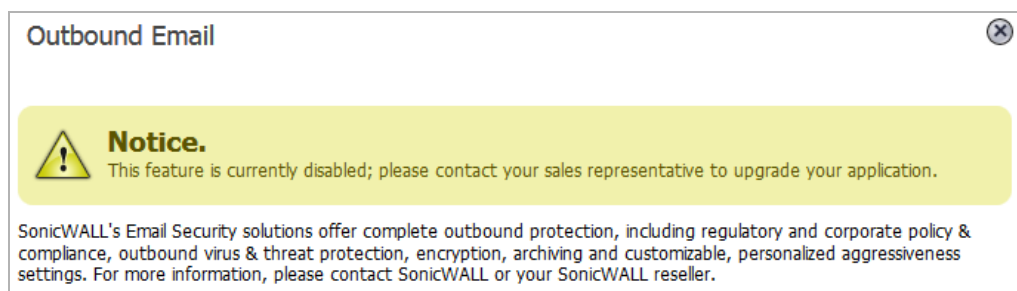 Outbound Email
Notice.
This feature is currently disabled; please contact your sales representative to upgrade your application.
SonicWALL's Email Security solutions offer complete outbound protection, including regulatory and corporate policy &
compliance, outbound virus & threat protection, encryption, archiving and customizable, personalized aggressiveness
settings. For more information, please contact SonicWALL or your SonicWALL reseller.